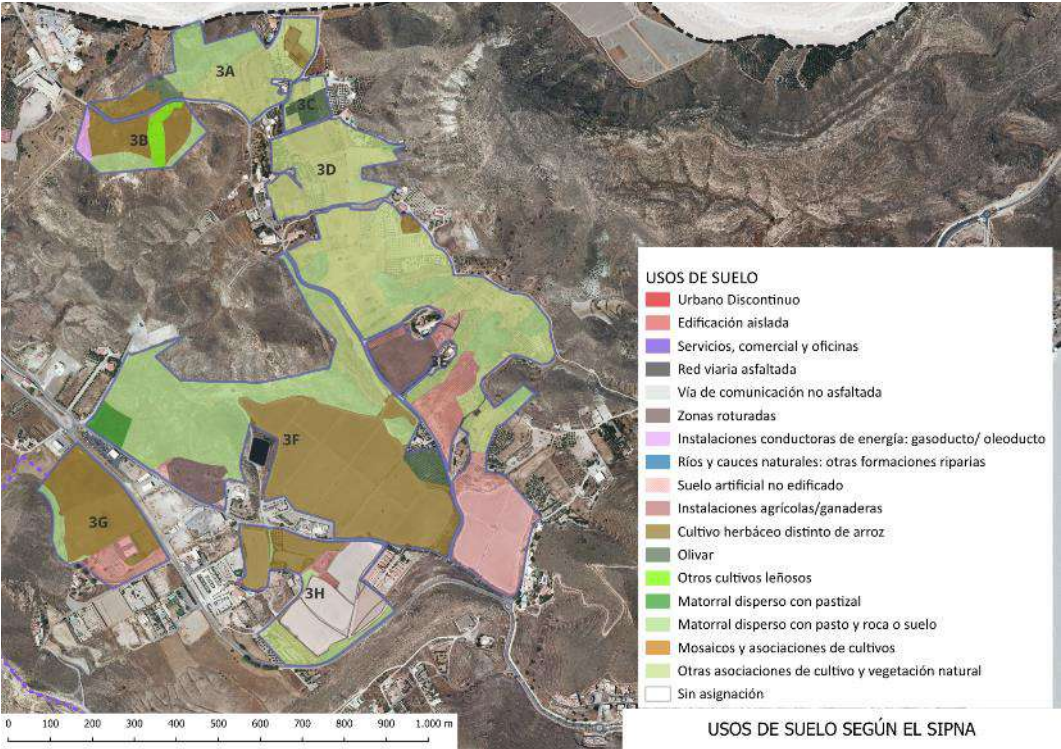 3A
3C
3B
3D
3E
3F
3G
3H
USOS DE SUELO
Urbano Discontinuo
Edificación aislada
Servicios, comercial y oficinas
Red viaria asfaltada
Vía de comunicación no asfaltada
Zonas roturadas
Instalaciones conductoras de energía: gasoducto/ oleoducto
Ríos y cauces naturales: otras formaciones riparias
Suelo artificial no edificado
Instalaciones agrícolas/ganaderas
Cultivo herbáceo distinto de arroz
Olivar
Otros cultivos leñosos
Matorral disperso con pastizal
Matorral disperso con pasto y roca o suelo
Mosaicos y asociaciones de cultivos
Otras asociaciones de cultivo y vegetación natural
Sin asignación
0 100 200 300 400 500 600 700 800 900 1.000 m
USOS DE SUELO SEGÚN EL SIPNA